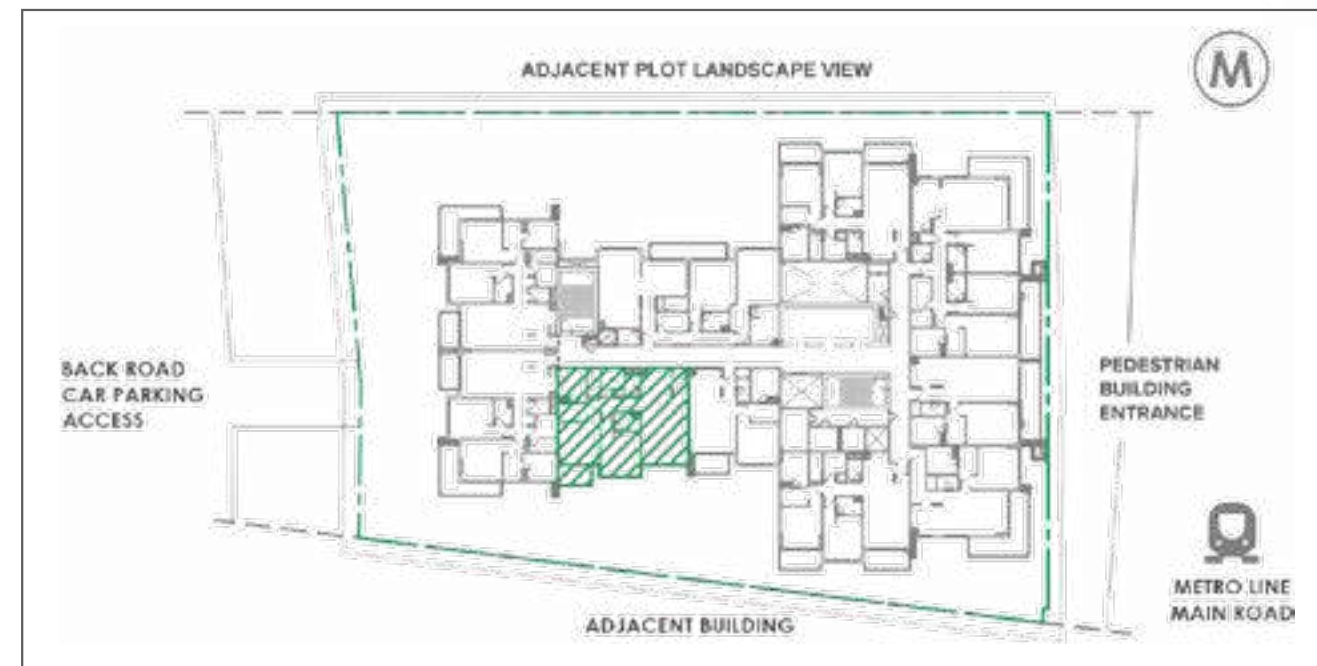 ADJACENT PLOT LANDSCAPE VIEW
M
BACK ROAD
CAR PARKING
ACCESS
PEDESTRIAN
BUILDING
ENTRANCE
METRO LINE
MAIN ROAD
ADJACENT BUILDING